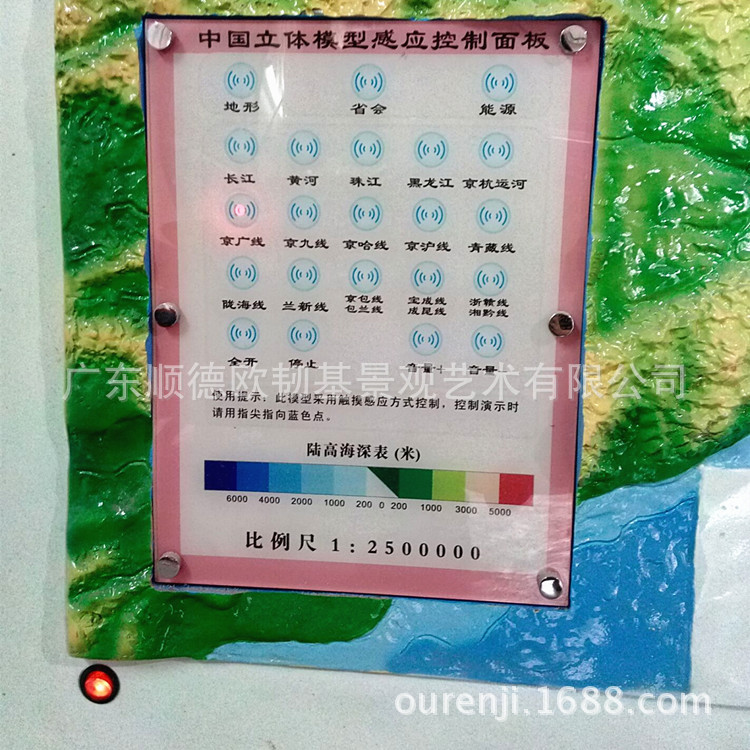 中国立体模型感应控制面板
地形 省会 能源
长江 黄河 珠江 黑龙江 京杭运河
京广线 京九线 京哈线 京沪线 青藏线
陇海线 兰新线 京包线 宝成线 浙赣线
包兰线 成昆线 湘黔线
全开 停止 音量+ 音量-
广东顺德欧韧基景观艺术有限公司
使用提示：此模型采用触摸感应方式控制，控制演示时
请用指尖指向蓝色点。
陆高海深表 (米)
6000 4000 2000 1000 200 0 200 1000 3000 5000
比例尺 1：2500000
ourenji.1688.com